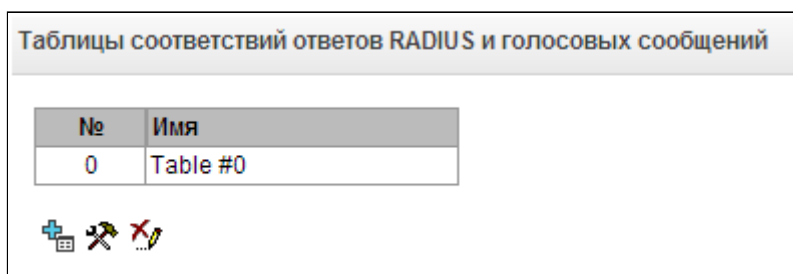 Таблицы соответствий ответов RADIUS и голосовых сообщений
№ Имя
0 Table #0